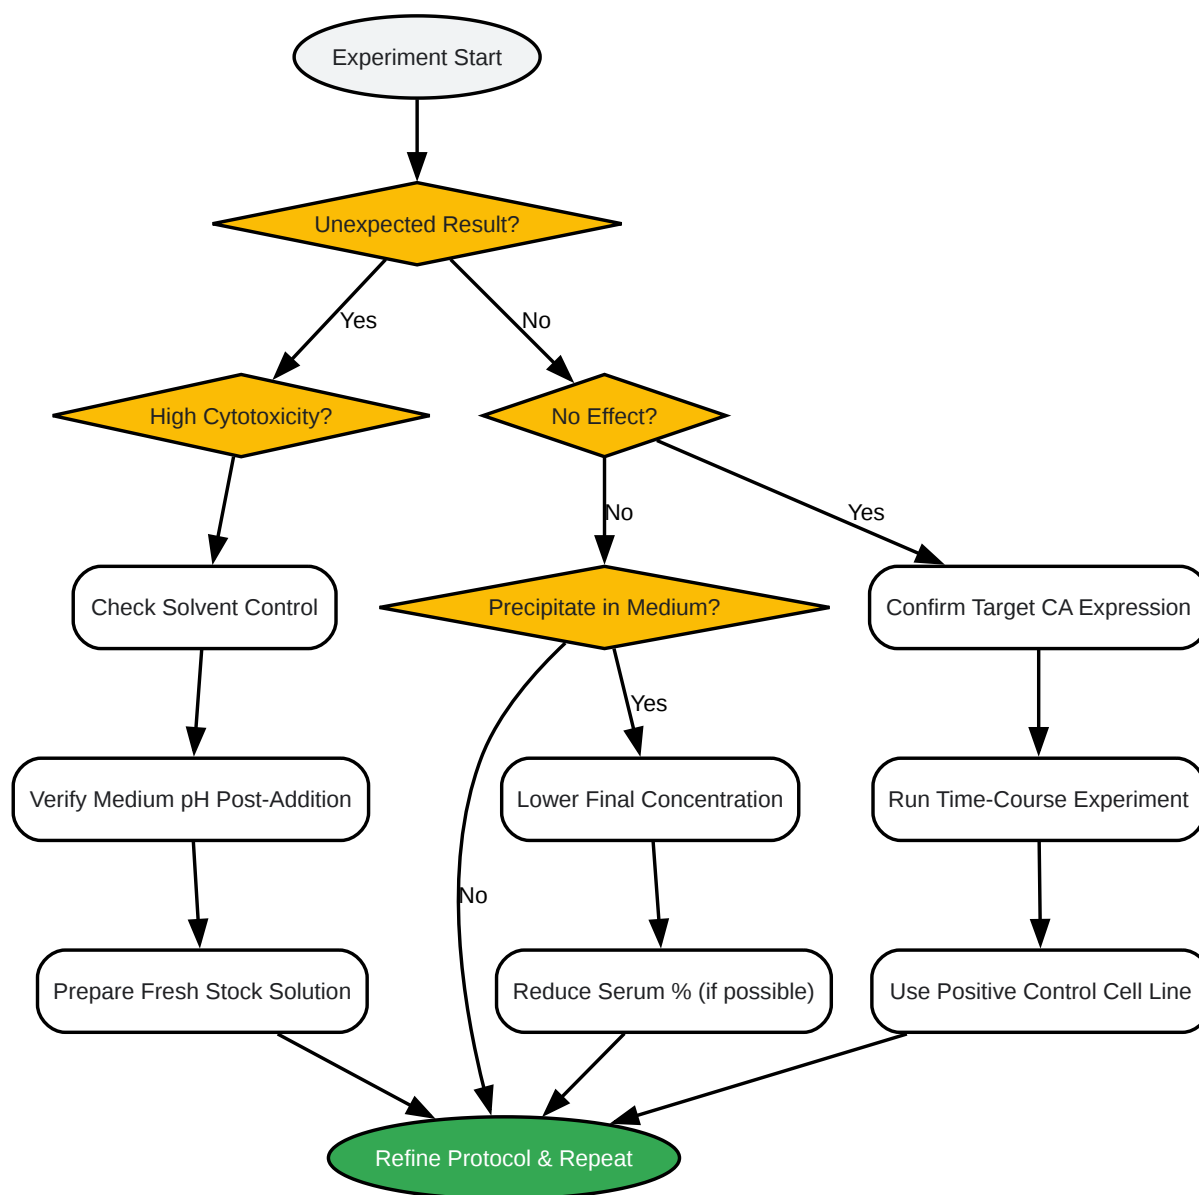 Experiment Start
Unexpected Result?
Yes
No
High Cytotoxicity?
No Effect?
No
Yes
Check Solvent Control
Precipitate in Medium?
Confirm Target CA Expression
Yes
Verify Medium pH Post-Addition
Lower Final Concentration
Run Time-Course Experiment
No
Prepare Fresh Stock Solution
Reduce Serum % (if possible)
Use Positive Control Cell Line
Refine Protocol & Repeat